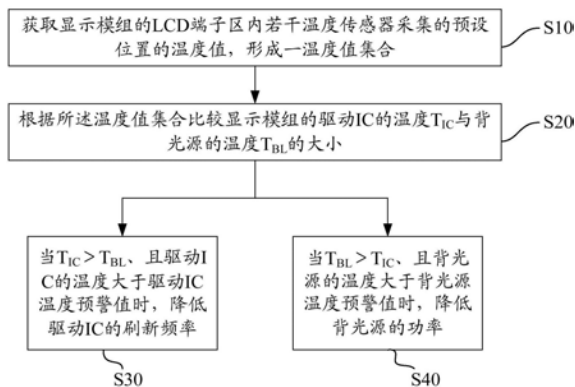 获取显示模组的LCD端子区内若干温度传感器采集的预设
位置的温度值，形成一温度值集合
S10
根据所述温度值集合比较显示模组的驱动IC的温度TIC与背
光源的温度TBL的大小
S20
当TIC＞TBL、且驱动I
C的温度大于驱动IC
温度预警值时，降低
驱动IC的刷新频率
S30
当TBL＞TIC、且背光
源的温度大于背光源
温度预警值时，降低
背光源的功率
S40